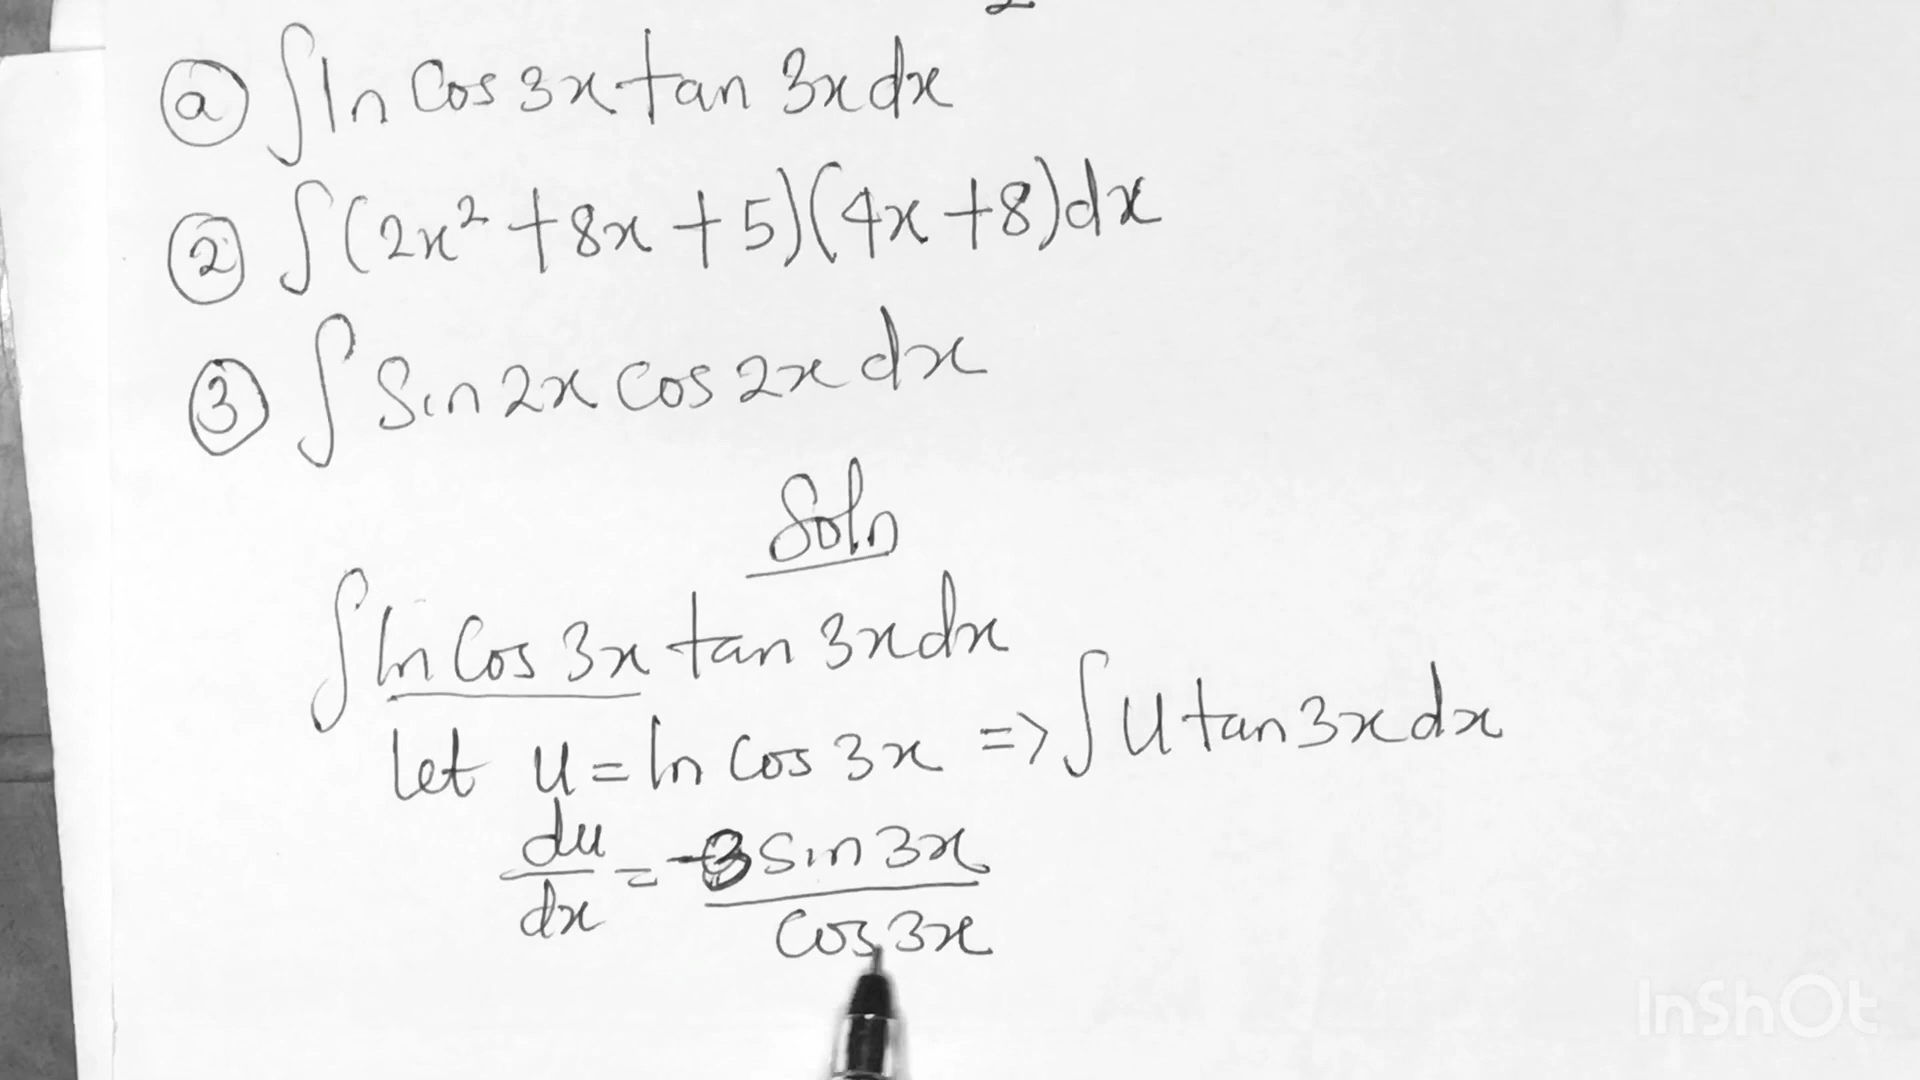 ⓐ ∫ln Cos 3x tan 3x dx
② ∫(2x² + 8x + 5)(4x + 8)dx
③ ∫ Sin 2x cos 2x dx
Soln
∫ln Cos 3x tan 3x dx
let u = ln Cos 3x => ∫u tan 3x dx
du/dx = -3 sin 3x / cos 3x
InShOt